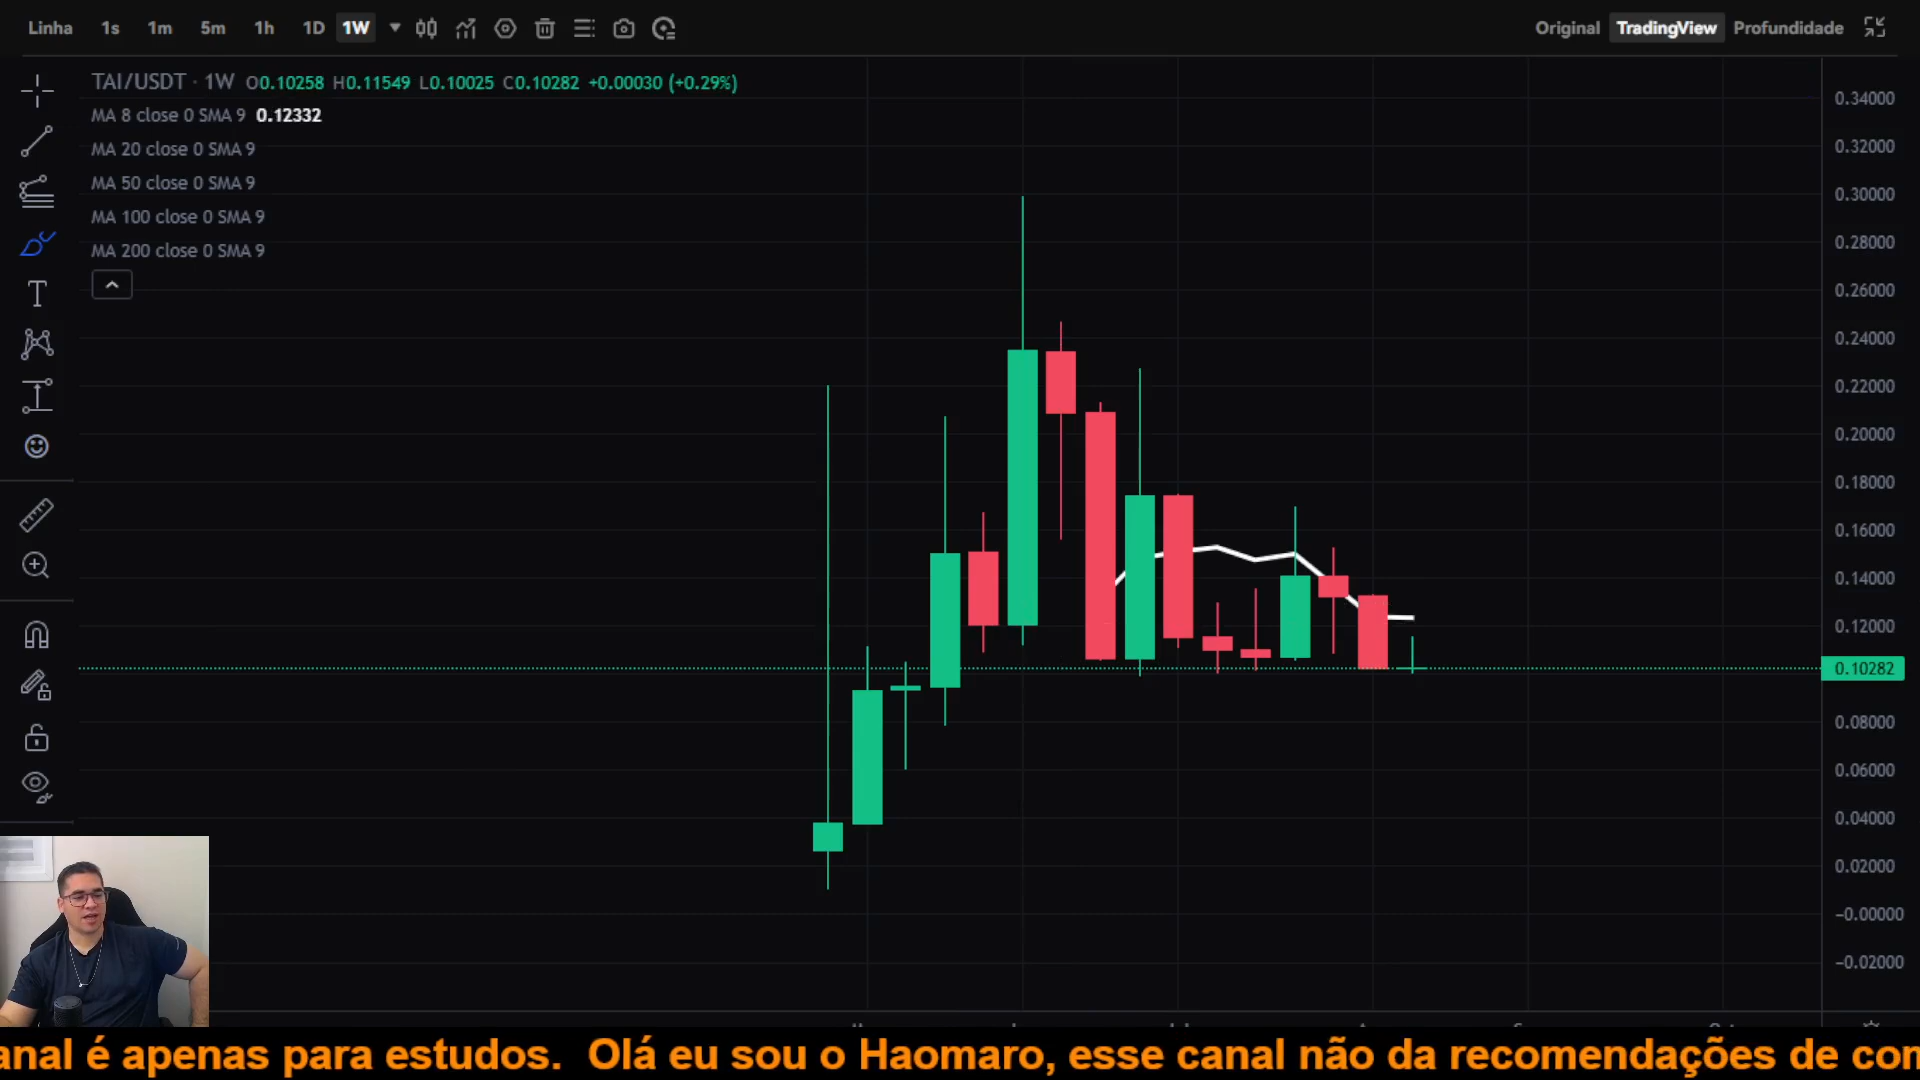 Linha 1s 1m 5m 1h 1D 1W Original TradingView Profundidade
TAI/USDT · 1W O0.10258 H0.11549 L0.10025 C0.10282 +0.00030 (+0.29%)
MA 8 close 0 SMA 9 0.12332
MA 20 close 0 SMA 9
MA 50 close 0 SMA 9
MA 100 close 0 SMA 9
MA 200 close 0 SMA 9
0.34000
0.32000
0.30000
0.28000
0.26000
0.24000
0.22000
0.20000
0.18000
0.16000
0.14000
0.12000
0.10282
0.08000
0.06000
0.04000
0.02000
−0.00000
−0.02000
anal é apenas para estudos. Olá eu sou o Haomaro, esse canal não da recomendações de com